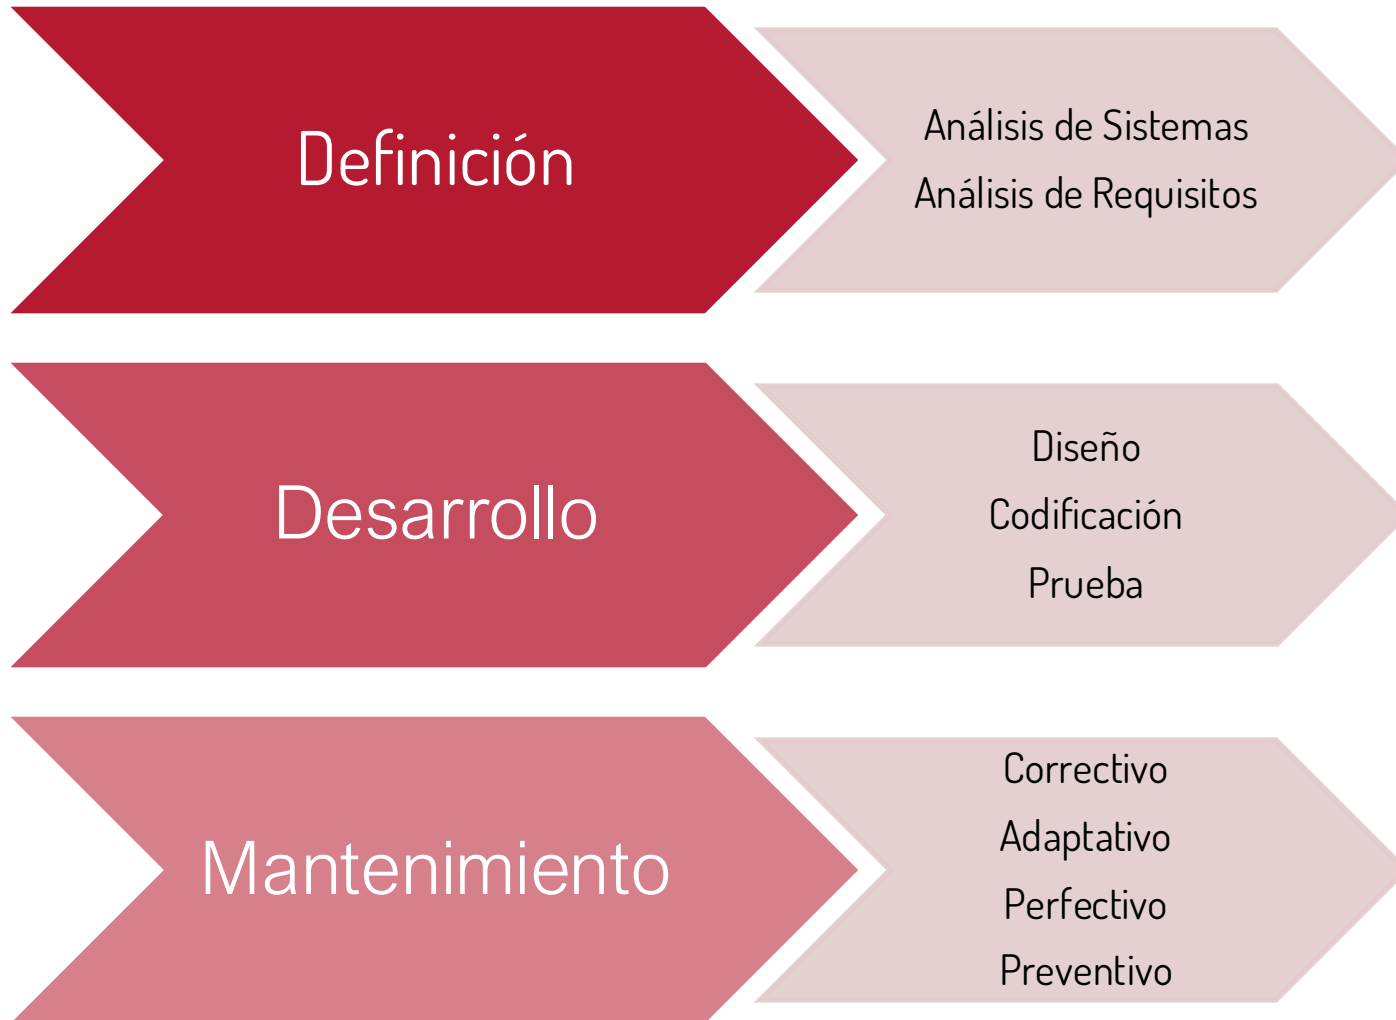 Definición
Análisis de Sistemas
Análisis de Requisitos
Desarrollo
Diseño
Codificación
Prueba
Mantenimiento
Correctivo
Adaptativo
Perfectivo
Preventivo